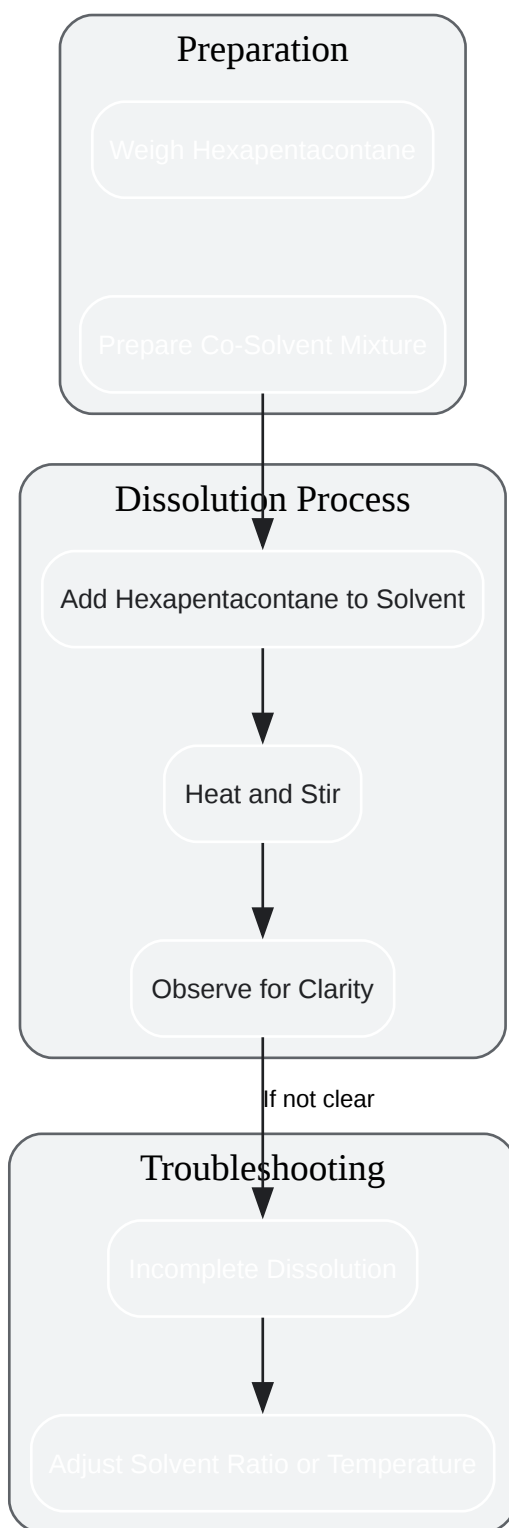 Preparation
Weigh Hexapentacontane
Prepare Co-Solvent Mixture
Dissolution Process
Add Hexapentacontane to Solvent
Heat and Stir
Observe for Clarity
If not clear
Troubleshooting
Incomplete Dissolution
Adjust Solvent Ratio or Temperature